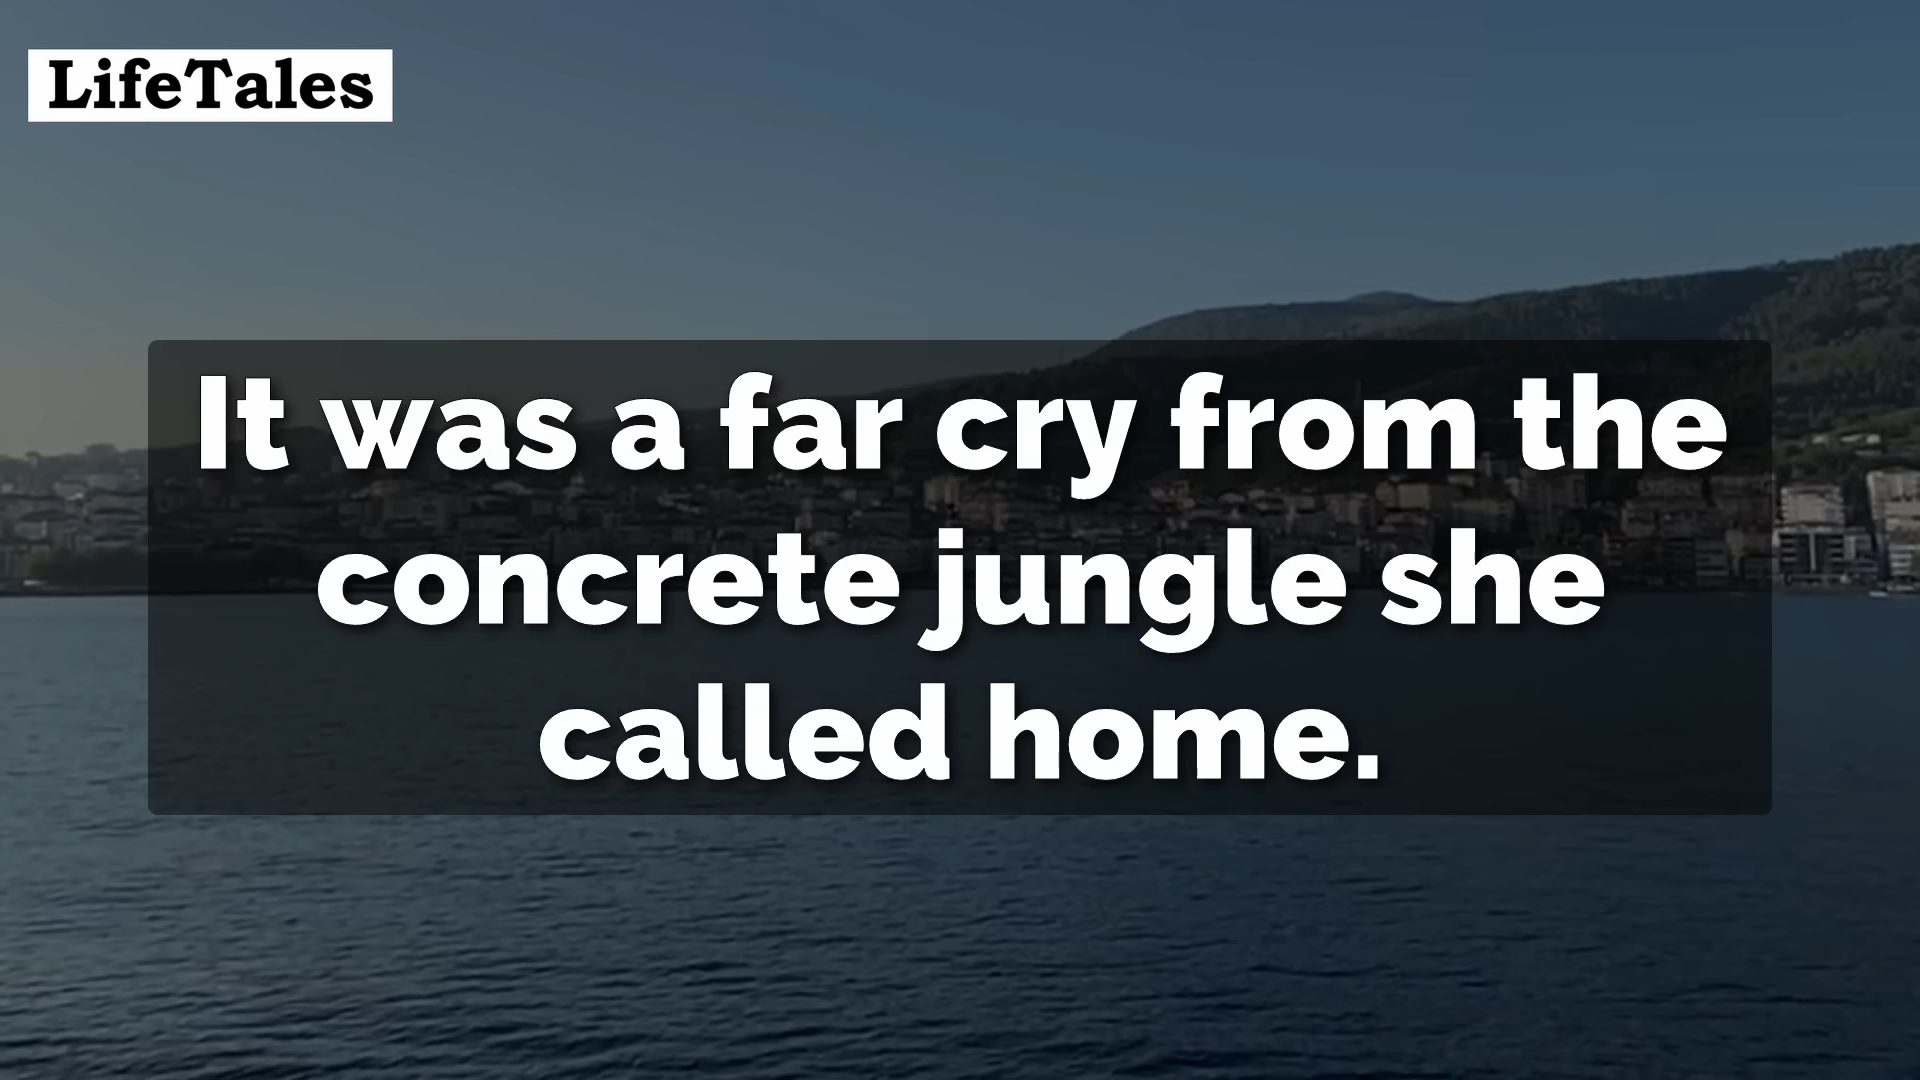 LifeTales
It was a far cry from the
concrete jungle she
called home.